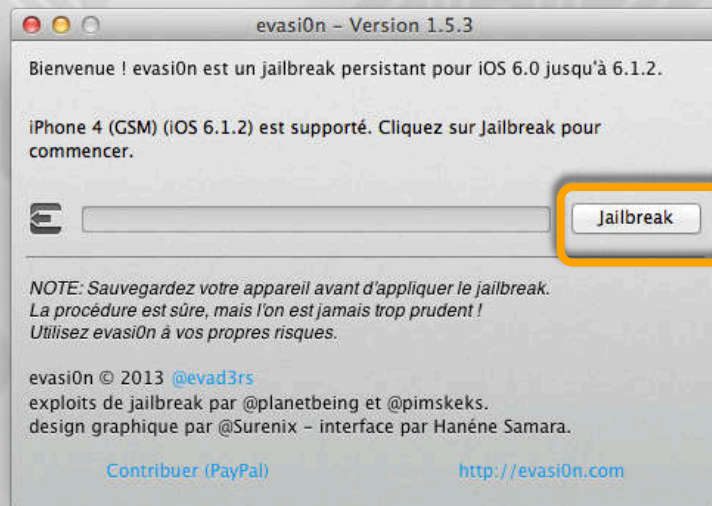 evasi0n – Version 1.5.3
Bienvenue ! evasi0n est un jailbreak persistant pour iOS 6.0 jusqu'à 6.1.2.
iPhone 4 (GSM) (iOS 6.1.2) est supporté. Cliquez sur Jailbreak pour
commencer.
Jailbreak
NOTE: Sauvegardez votre appareil avant d'appliquer le jailbreak.
La procédure est sûre, mais l'on est jamais trop prudent !
Utilisez evasi0n à vos propres risques.
evasi0n © 2013 @evad3rs
exploits de jailbreak par @planetbeing et @pimskeks.
design graphique par @Surenix – interface par Hanéne Samara.
Contribuer (PayPal) http://evasi0n.com